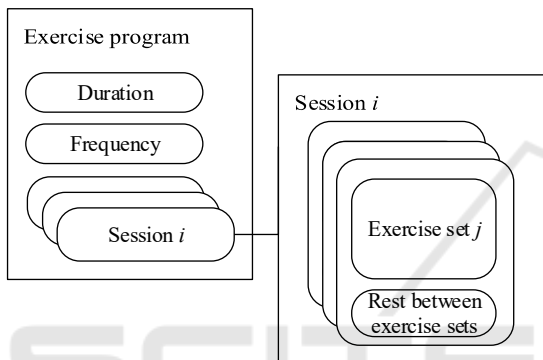 Exercise program
Duration
Frequency
Session i
Session i
Exercise set j
Rest between
exercise sets